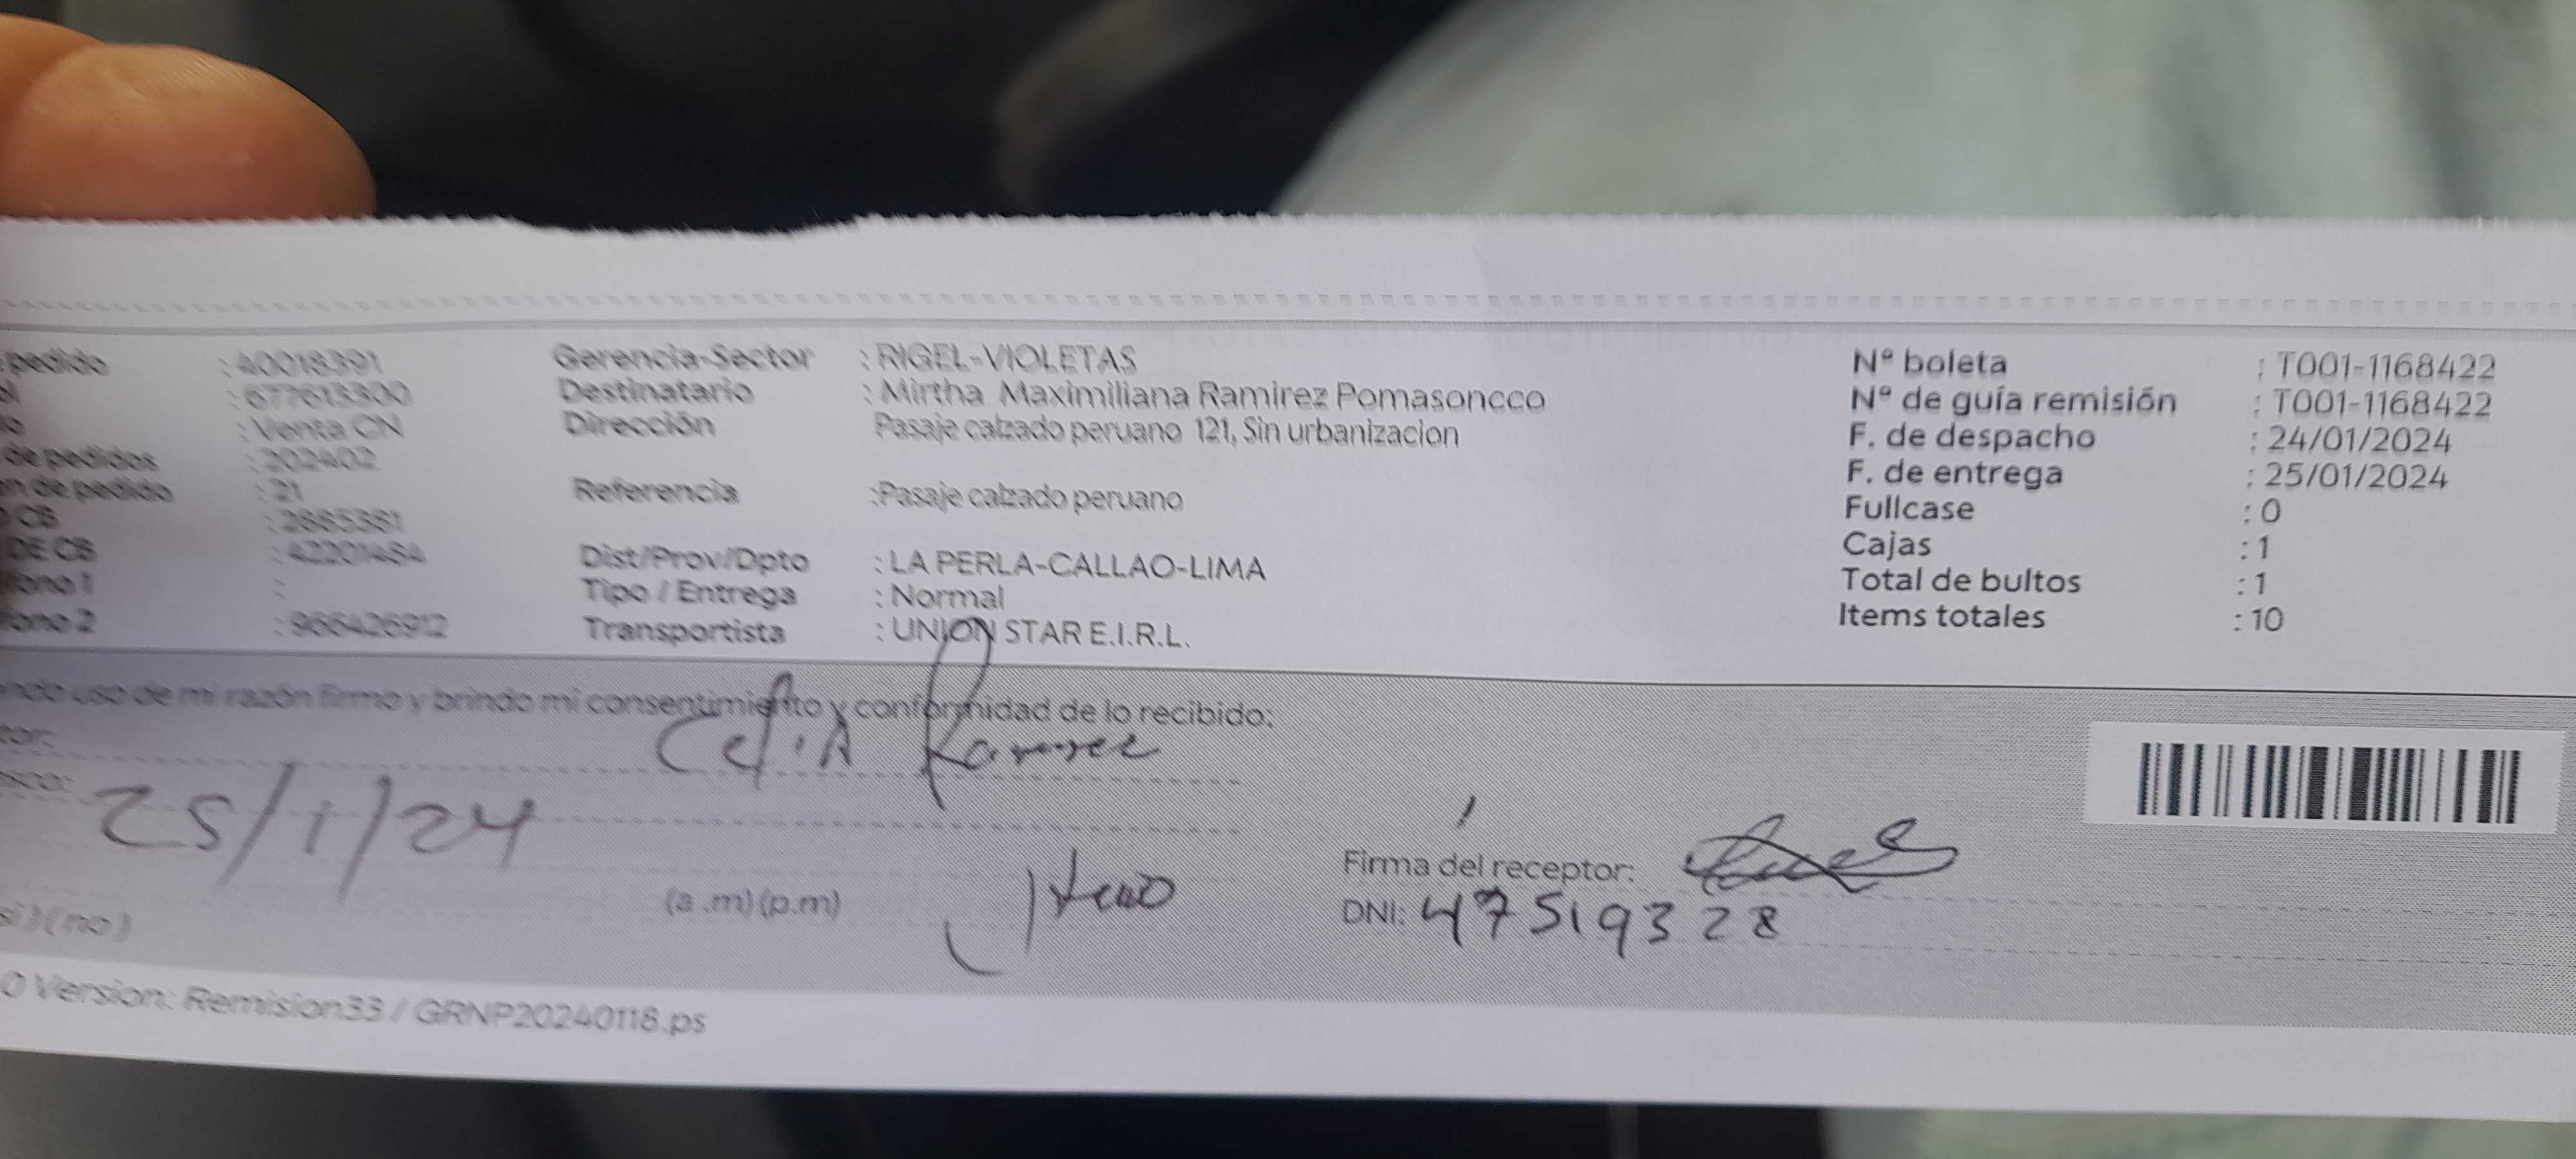 pedido : 40018391 Gerencia-Sector : RIGEL-VIOLETAS Nº boleta : T001-1168422
: 677613300 Destinatario : Mirtha Maximiliana Ramirez Pomasoncco Nº de guía remisión : T001-1168422
: Venta CN Dirección Pasaje calzado peruano 121, Sin urbanizacion F. de despacho : 24/01/2024
de pedidos : 202402 F. de entrega : 25/01/2024
n de pedido : 21 Referencia :Pasaje calzado peruano Fullcase : 0
CB : 2885381 Cajas : 1
DE CB : 42201484 Dist/Prov/Dpto : LA PERLA-CALLAO-LIMA Total de bultos : 1
fono 1 : Tipo / Entrega : Normal Items totales : 10
fono 2 : 966426912 Transportista : UNION STAR E.I.R.L.
ndo uso de mi razón firmo y brindo mi consentimiento y conformidad de lo recibido:
Celia Ramirez
25/1/24
Firma del receptor:
(a .m) (p.m)
DNI: 47519328
si ) ( no )
0 Version: Remision33 / GRNP20240118.ps